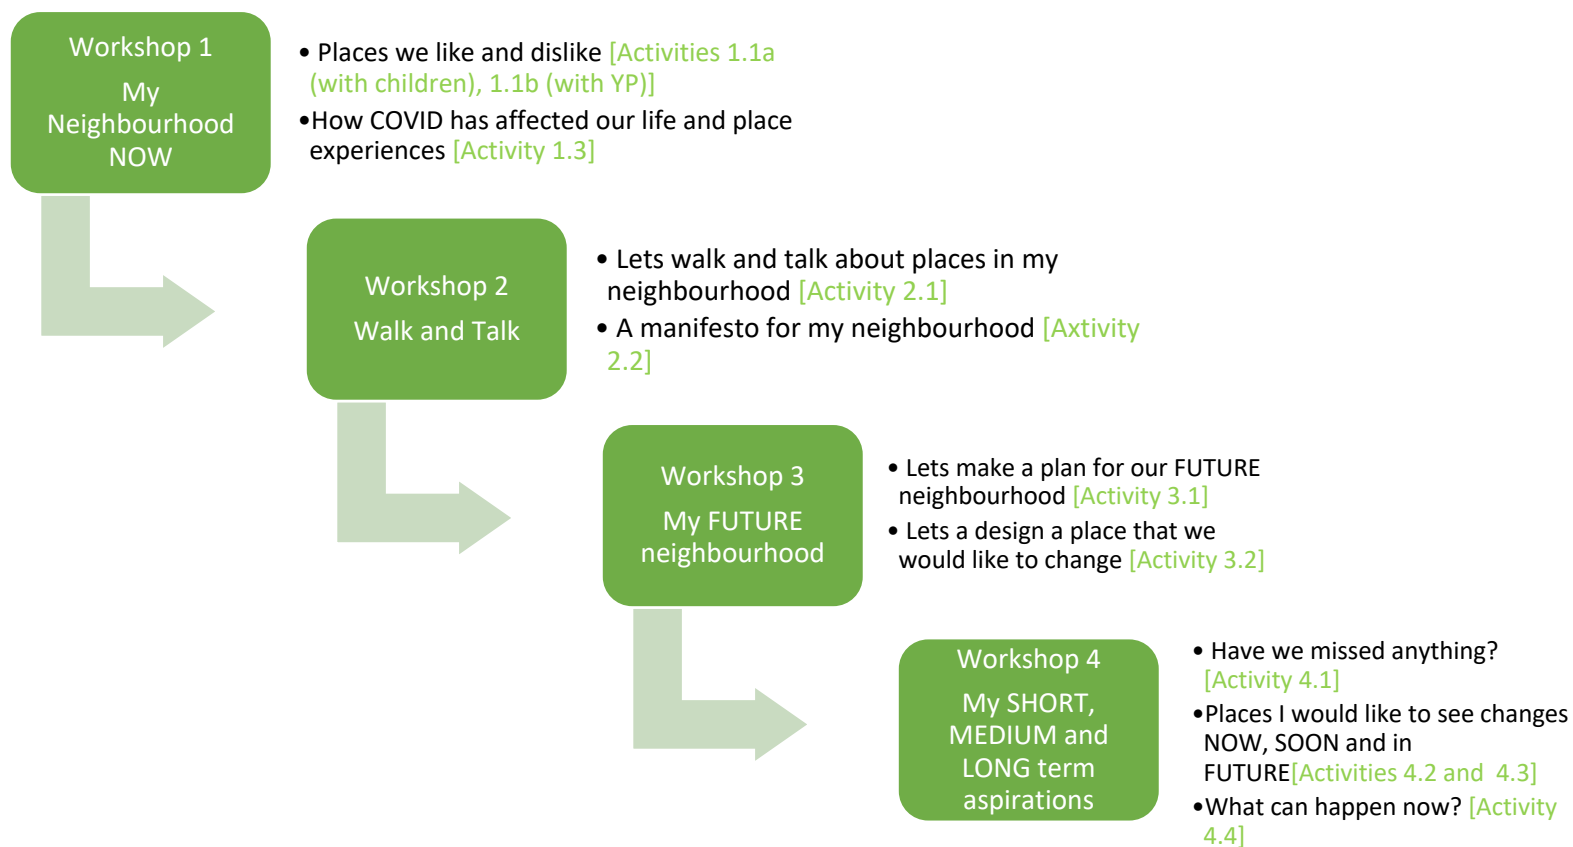 Workshop 1
My
Neighbourhood
NOW
• Places we like and dislike [Activities 1.1a
(with children), 1.1b (with YP)]
•How COVID has affected our life and place
experiences [Activity 1.3]
Workshop 2
Walk and Talk
• Lets walk and talk about places in my
neighbourhood [Activity 2.1]
• A manifesto for my neighbourhood [Axtivity
2.2]
Workshop 3
My FUTURE
neighbourhood
• Lets make a plan for our FUTURE
neighbourhood [Activity 3.1]
• Lets a design a place that we
would like to change [Activity 3.2]
Workshop 4
My SHORT,
MEDIUM and
LONG term
aspirations
• Have we missed anything?
[Activity 4.1]
•Places I would like to see changes
NOW, SOON and in
FUTURE[Activities 4.2 and 4.3]
•What can happen now? [Activity
4.4]